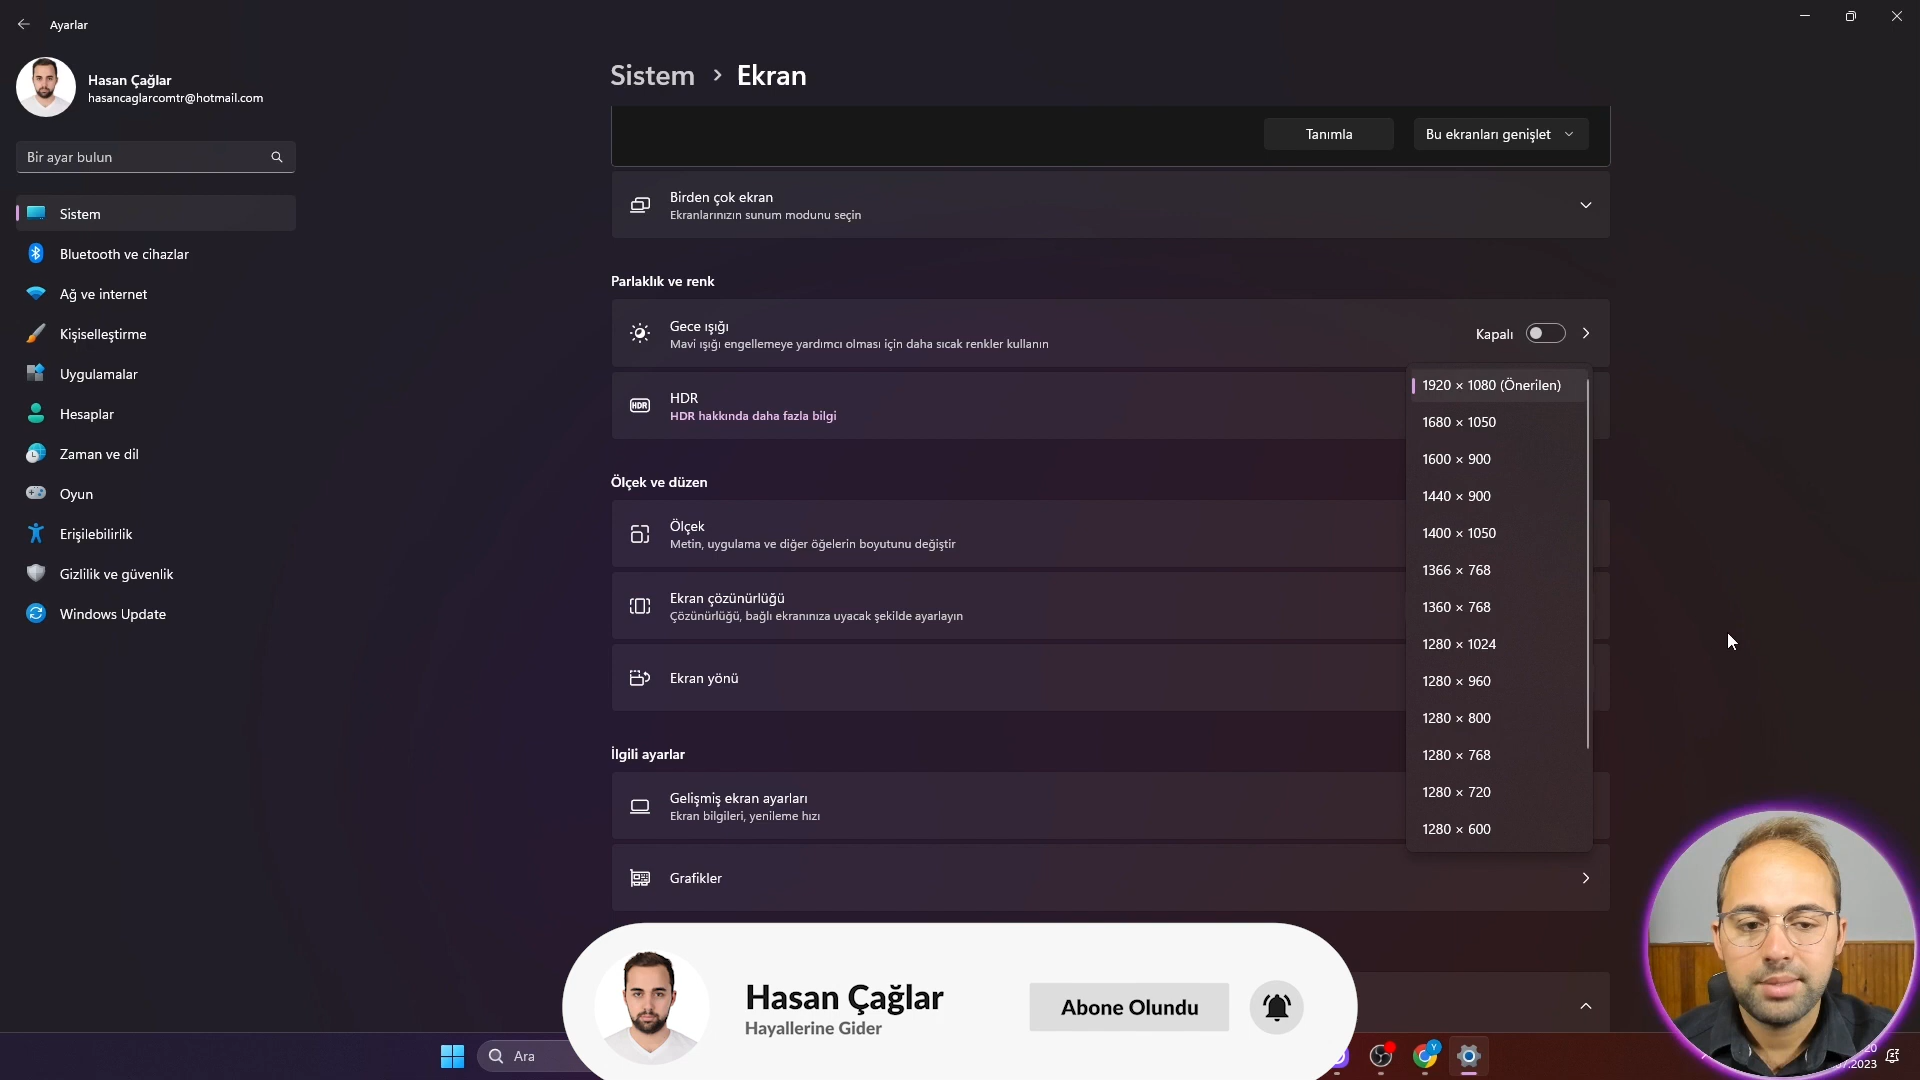 Ayarlar
Hasan Çağlar
hasancaglarcomtr@hotmail.com
Bir ayar bulun
Sistem
Bluetooth ve cihazlar
Ağ ve internet
Kişiselleştirme
Uygulamalar
Hesaplar
Zaman ve dil
Oyun
Erişilebilirlik
Gizlilik ve güvenlik
Windows Update
Sistem > Ekran
Tanımla
Bu ekranları genişlet
Birden çok ekran
Ekranlarınızın sunum modunu seçin
Parlaklık ve renk
Gece ışığı
Mavi ışığı engellemeye yardımcı olması için daha sıcak renkler kullanın
Kapalı
HDR
HDR
HDR hakkında daha fazla bilgi
Ölçek ve düzen
Ölçek
Metin, uygulama ve diğer öğelerin boyutunu değiştir
Ekran çözünürlüğü
Çözünürlüğü, bağlı ekranınıza uyacak şekilde ayarlayın
Ekran yönü
İlgili ayarlar
Gelişmiş ekran ayarları
Ekran bilgileri, yenileme hızı
Grafikler
1920 × 1080 (Önerilen)
1680 × 1050
1600 × 900
1440 × 900
1400 × 1050
1366 × 768
1360 × 768
1280 × 1024
1280 × 960
1280 × 800
1280 × 768
1280 × 720
1280 × 600
Hasan Çağlar
Hayallerine Gider
Abone Olundu
Ara
Y
20
.2023